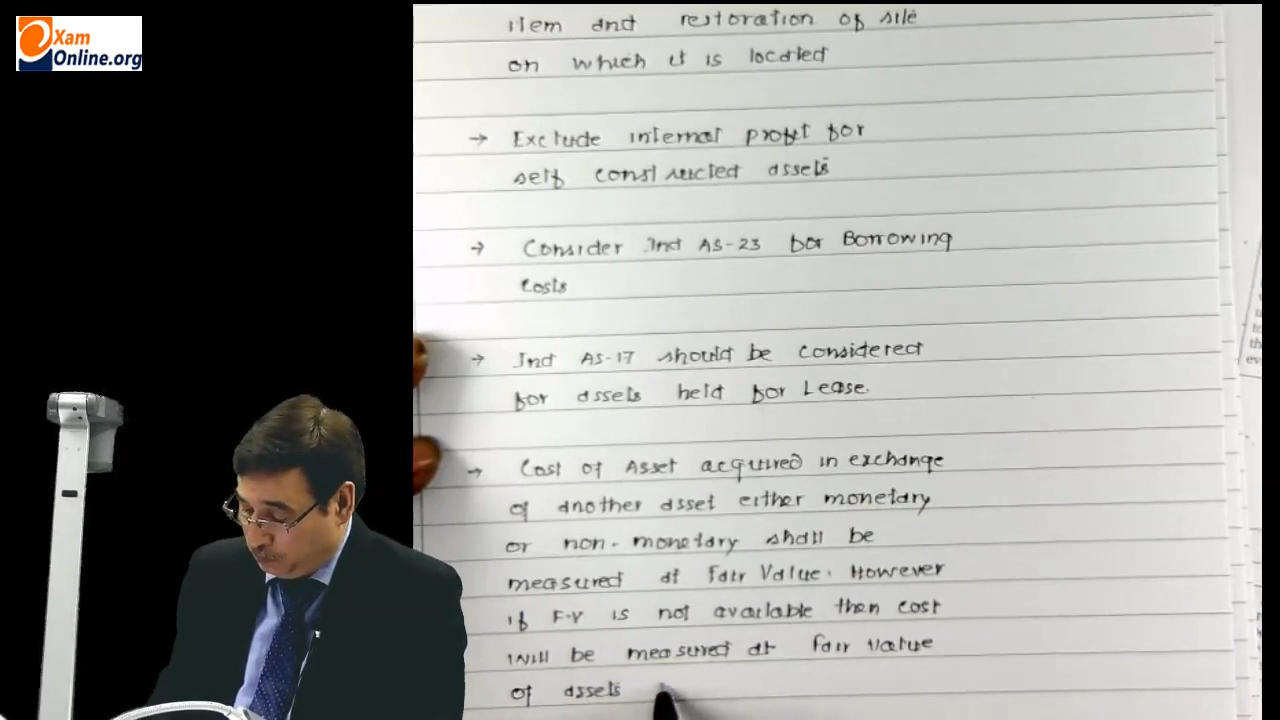 Xam
Online.org
item and restoration of site
on which it is located
→ Exclude internal profit for
self constructed assets
→ Consider Ind AS-23 for Borrowing
Costs
→ Ind AS-17 should be considered
for assets held for Lease.
→ Cost of Asset acquired in exchange
of another asset either monetary
or non-monetary shall be
measured at Fair Value. However
if F.V is not available then cost
will be measured at Fair value
of assets